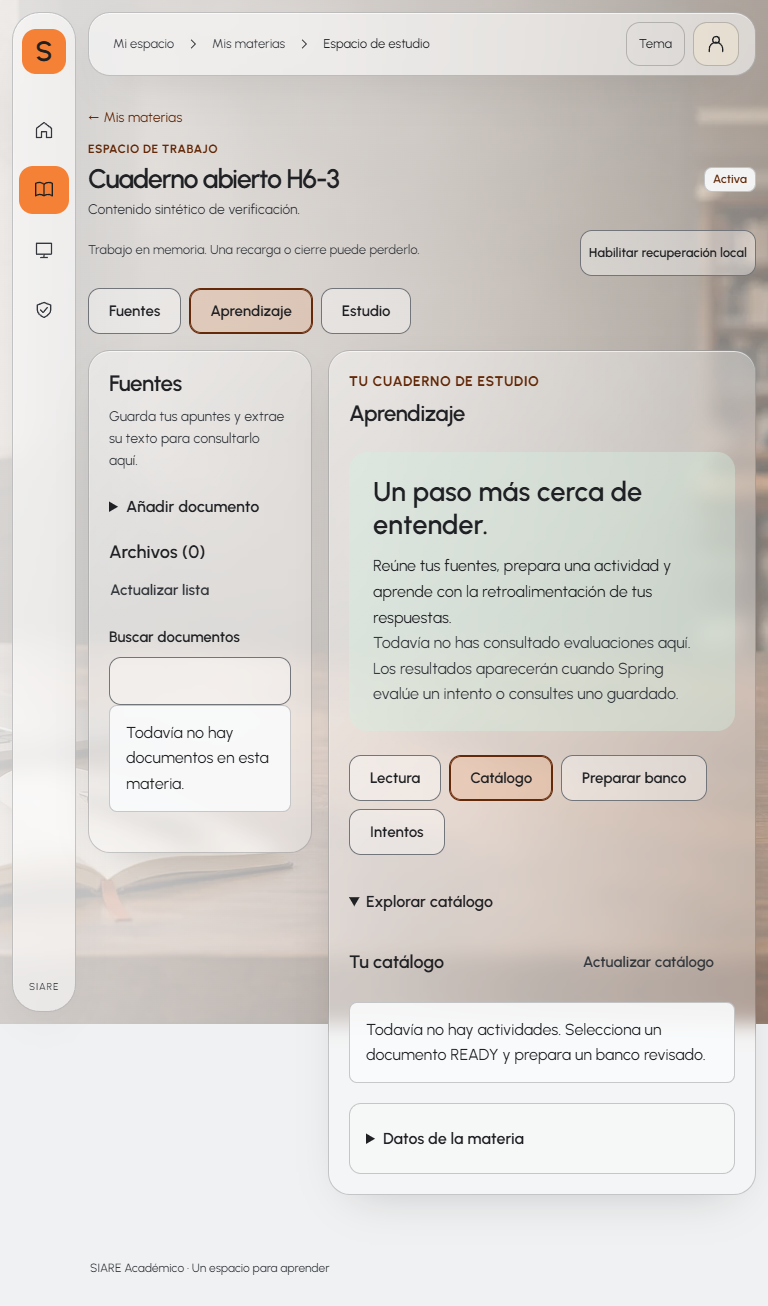 S
Mi espacio > Mis materias > Espacio de estudio
Tema
← Mis materias
ESPACIO DE TRABAJO
Cuaderno abierto H6-3
Activa
Contenido sintético de verificación.
Trabajo en memoria. Una recarga o cierre puede perderlo.
Habilitar recuperación local
Fuentes
Aprendizaje
Estudio
Fuentes
Guarda tus apuntes y extrae
su texto para consultarlo
aquí.
Añadir documento
Archivos (0)
Actualizar lista
Buscar documentos
Todavía no hay
documentos en esta
materia.
TU CUADERNO DE ESTUDIO
Aprendizaje
Un paso más cerca de
entender.
Reúne tus fuentes, prepara una actividad y
aprende con la retroalimentación de tus
respuestas.
Todavía no has consultado evaluaciones aquí.
Los resultados aparecerán cuando Spring
evalúe un intento o consultes uno guardado.
Lectura
Catálogo
Preparar banco
Intentos
Explorar catálogo
Tu catálogo
Actualizar catálogo
Todavía no hay actividades. Selecciona un
documento READY y prepara un banco revisado.
Datos de la materia
SIARE
SIARE Académico · Un espacio para aprender